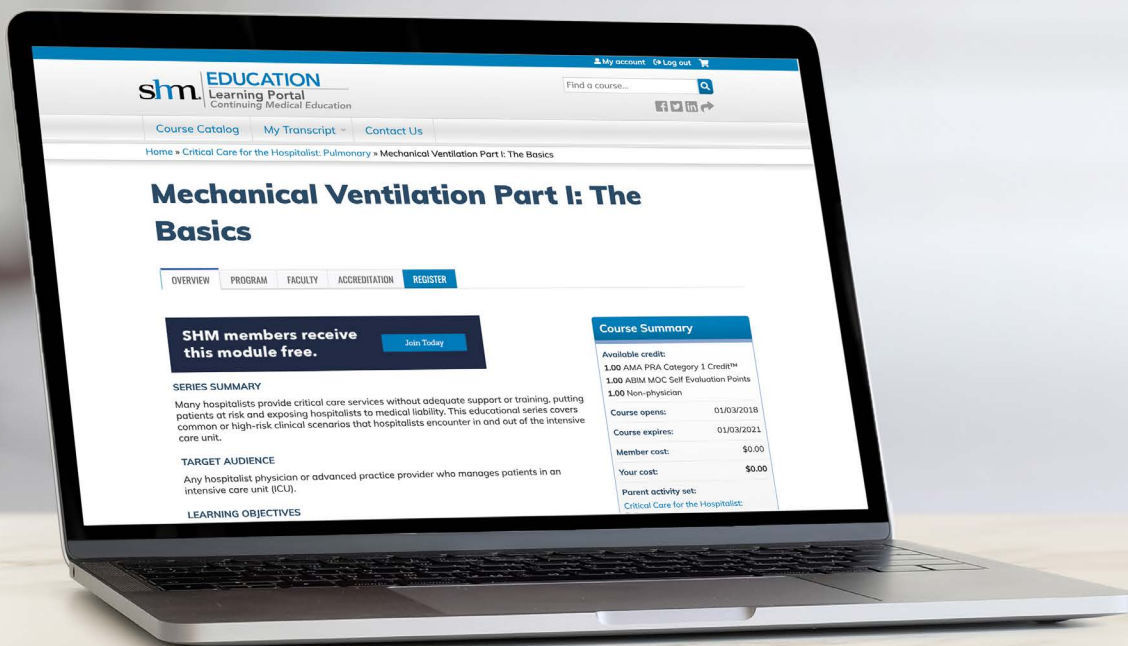 My account Log out
shm. EDUCATION
Learning Portal
Continuing Medical Education
Find a course...
Course Catalog My Transcript Contact Us
Home » Critical Care for the Hospitalist: Pulmonary » Mechanical Ventilation Part I: The Basics
Mechanical Ventilation Part I: The
Basics
OVERVIEW PROGRAM FACULTY ACCREDITATION REGISTER
SHM members receive
this module free.
Join Today
SERIES SUMMARY
Many hospitalists provide critical care services without adequate support or training, putting
patients at risk and exposing hospitalists to medical liability. This educational series covers
common or high-risk clinical scenarios that hospitalists encounter in and out of the intensive
care unit.
TARGET AUDIENCE
Any hospitalist physician or advanced practice provider who manages patients in an
intensive care unit (ICU).
LEARNING OBJECTIVES
Course Summary
Available credit:
1.00 AMA PRA Category 1 Credit™
1.00 ABIM MOC Self Evaluation Points
1.00 Non-physician
Course opens: 01/03/2018
Course expires: 01/03/2021
Member cost: $0.00
Your cost: $0.00
Parent activity set:
Critical Care for the Hospitalist: